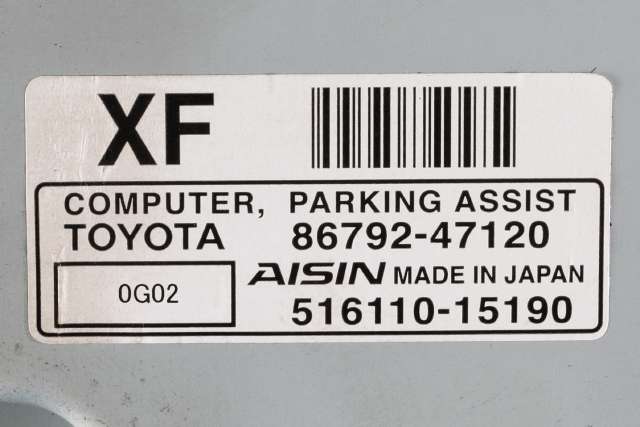 XF
COMPUTER, PARKING ASSIST
TOYOTA 86792-47120
0G02 AISIN MADE IN JAPAN
516110-15190